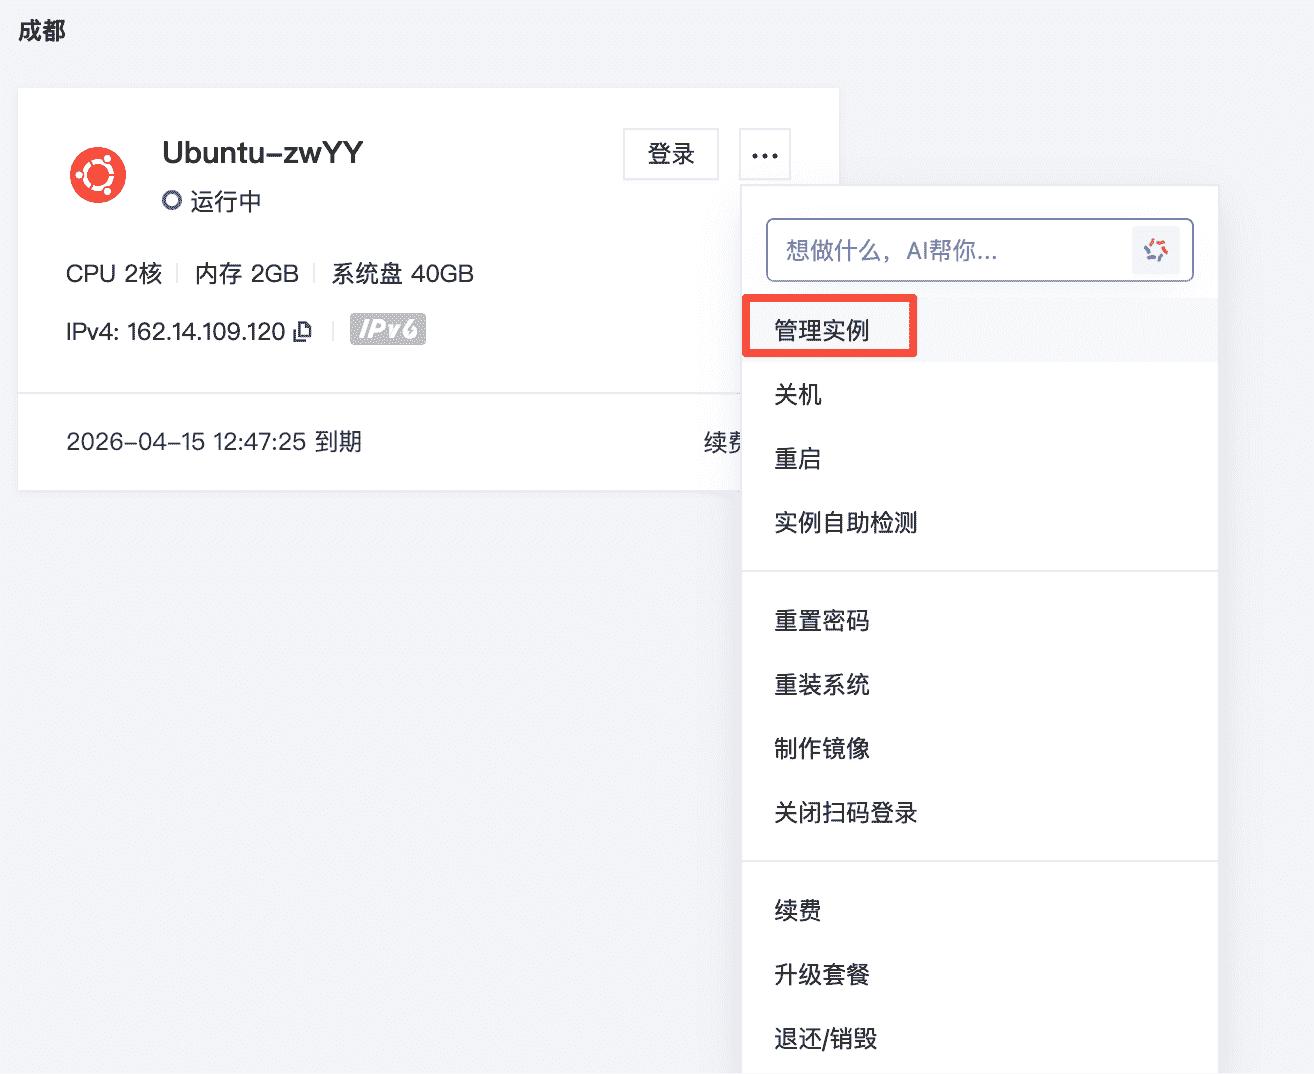 成都
Ubuntu-zwYY
登录
...
运行中
CPU 2核 内存 2GB 系统盘 40GB
IPv4: 162.14.109.120 IPv6
2026-04-15 12:47:25 到期
续费
想做什么，AI帮你...
管理实例
关机
重启
实例自助检测
重置密码
重装系统
制作镜像
关闭扫码登录
续费
升级套餐
退还/销毁